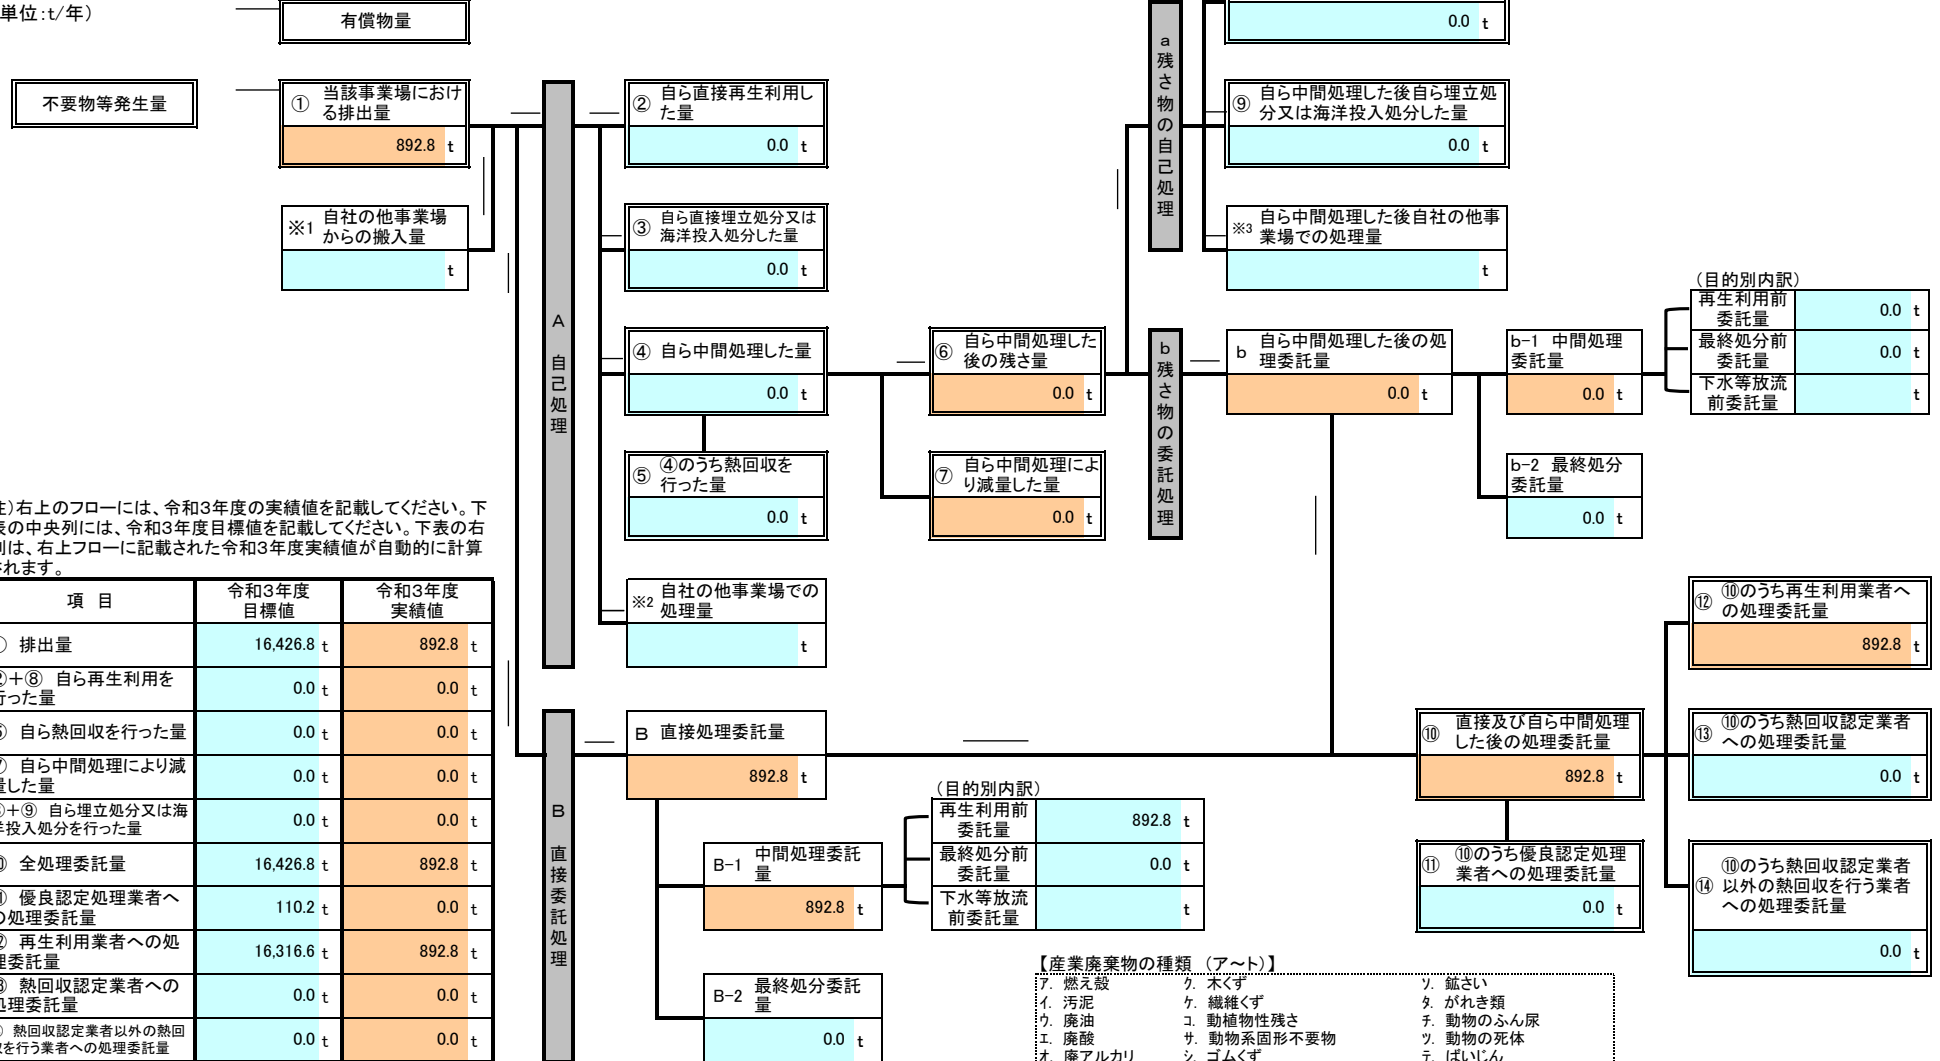 単位:t/年)
有償物量
0.0 t
不要物等発生量
① 当該事業場におけ
る排出量
892.8 t
※1 自社の他事業場
からの搬入量
t
A 自己処理
② 自ら直接再生利用し
た量
0.0 t
③ 自ら直接埋立処分又は
海洋投入処分した量
0.0 t
④ 自ら中間処理した量
0.0 t
⑤ ④のうち熱回収を
行った量
0.0 t
※2 自社の他事業場での
処理量
t
⑥ 自ら中間処理した
後の残さ量
0.0 t
⑦ 自ら中間処理によ
り減量した量
0.0 t
a残さ物の自己処理
⑨ 自ら中間処理した後自ら埋立処
分又は海洋投入処分した量
0.0 t
※3 自ら中間処理した後自社の他事
業場での処理量
t
b残さ物の委託処理
b 自ら中間処理した後の処
理委託量
0.0 t
b-1 中間処理
委託量
0.0 t
b-2 最終処分
委託量
0.0 t
(目的別内訳)
再生利用前
委託量
0.0 t
最終処分前
委託量
0.0 t
下水等放流
前委託量
t
)右上のフローには、令和3年度の実績値を記載してください。下
の中央列には、令和3年度目標値を記載してください。下表の右
は、右上フローに記載された令和3年度実績値が自動的に計算
れます。
項 目
令和3年度
目標値
令和3年度
実績値
排出量
16,426.8 t 892.8 t
+⑧ 自ら再生利用を
った量
0.0 t 0.0 t
自ら熱回収を行った量
0.0 t 0.0 t
自ら中間処理により減
した量
0.0 t 0.0 t
+⑨ 自ら埋立処分又は海
投入処分を行った量
0.0 t 0.0 t
全処理委託量
16,426.8 t 892.8 t
優良認定処理業者へ
の処理委託量
110.2 t 0.0 t
再生利用業者への処
理委託量
16,316.6 t 892.8 t
熱回収認定業者への
処理委託量
0.0 t 0.0 t
熱回収認定業者以外の熱回
収を行う業者への処理委託量
0.0 t 0.0 t
B 直接委託処理
B 直接処理委託量
892.8 t
B-1 中間処理委託
量
892.8 t
B-2 最終処分委託
量
0.0 t
(目的別内訳)
再生利用前
委託量
892.8 t
最終処分前
委託量
0.0 t
下水等放流
前委託量
t
⑩ 直接及び自ら中間処理
した後の処理委託量
892.8 t
⑪ ⑩のうち優良認定処理
業者への処理委託量
0.0 t
⑫ ⑩のうち再生利用業者へ
の処理委託量
892.8 t
⑬ ⑩のうち熱回収認定業者
への処理委託量
0.0 t
⑭ ⑩のうち熱回収認定業者
以外の熱回収を行う業者
への処理委託量
0.0 t
【産業廃棄物の種類 (ア~ト)】
ア. 燃え殻 ク. 木くず ソ. 鉱さい
イ. 汚泥 ケ. 繊維くず タ. がれき類
ウ. 廃油 コ. 動植物性残さ チ. 動物のふん尿
エ. 廃酸 サ. 動物系固形不要物 ツ. 動物の死体
オ. 廃アルカリ シ. ゴムくず テ. ばいじん